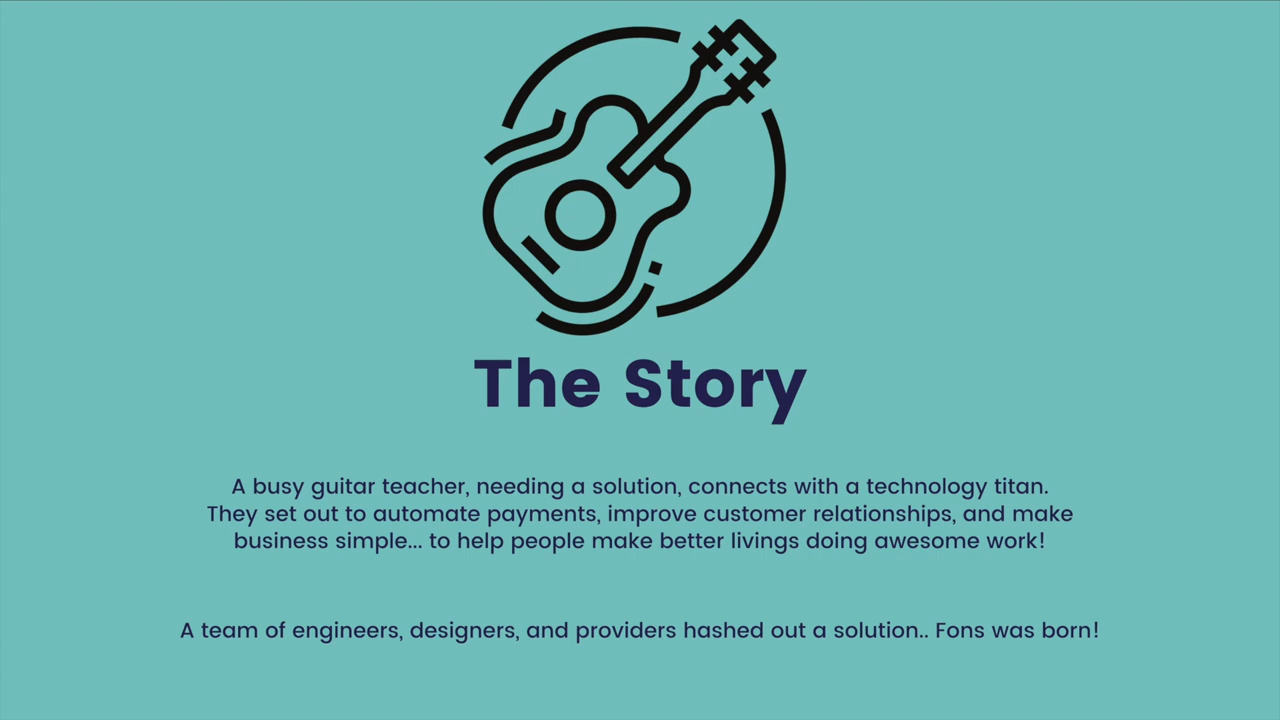 The Story
A busy guitar teacher, needing a solution, connects with a technology titan.
They set out to automate payments, improve customer relationships, and make
business simple... to help people make better livings doing awesome work!
A team of engineers, designers, and providers hashed out a solution.. Fons was born!